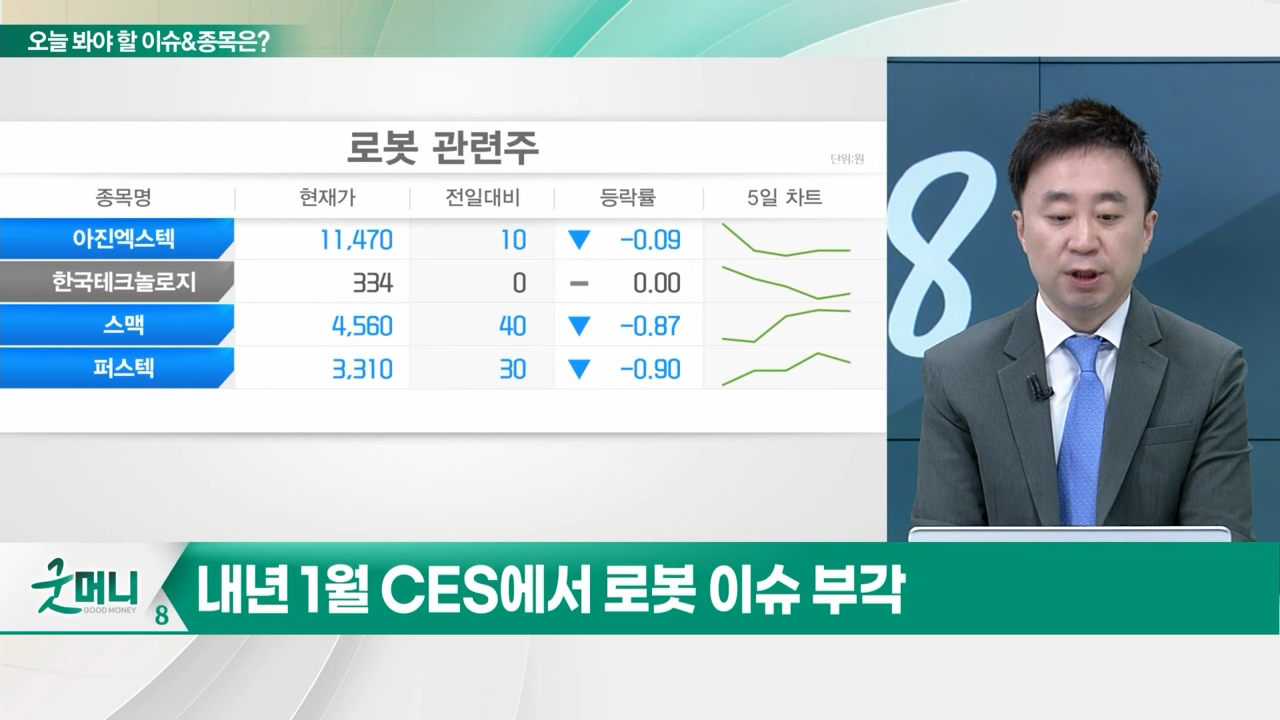 오늘 봐야 할 이슈&종목은?
로봇 관련주
단위:원
종목명 현재가 전일대비 등락률 5일 차트
아진엑스텍 11,470 10 ▼ -0.09
한국테크놀로지 334 0 - 0.00
스맥 4,560 40 ▼ -0.87
퍼스텍 3,310 30 ▼ -0.90
8
굿머니
GOOD MONEY
8
내년 1월 CES에서 로봇 이슈 부각